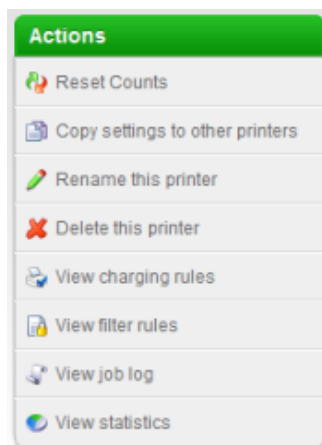 Actions
Reset Counts
Copy settings to other printers
Rename this printer
Delete this printer
View charging rules
View filter rules
View job log
View statistics